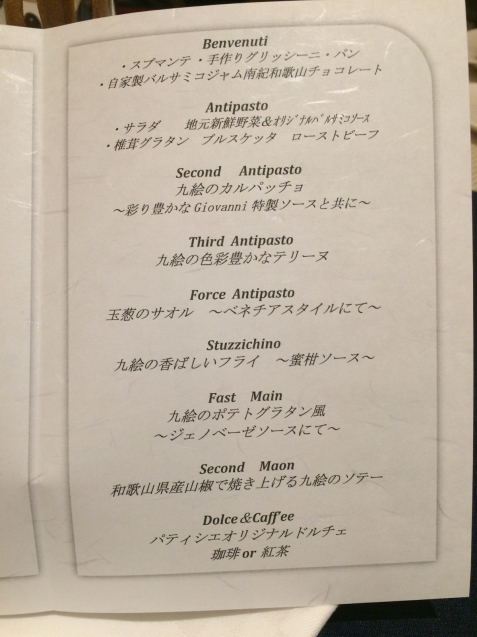 Benvenuti
・スプマンテ ・手作りグリッシーニ・パン
・自家製バルサミコジャム南紀和歌山チョコレート
Antipasto
・サラダ 地元新鮮野菜&ｵﾘｼﾞﾅﾙﾊﾞﾙｻﾐｺｿｰｽ
・椎茸グラタン ブルスケッタ ローストビーフ
Second Antipasto
九絵のカルパッチョ
～彩り豊かな Giovanni 特製ソースと共に～
Third Antipasto
九絵の色彩豊かなテリーヌ
Force Antipasto
玉葱のサオル ～ベネチアスタイルにて～
Stuzzichino
九絵の香ばしいフライ ～蜜柑ソース～
Fast Main
九絵のポテトグラタン風
～ジェノベーゼソースにて～
Second Maon
和歌山県産山椒で焼き上げる九絵のソテー
Dolce＆Caff'ee
パティシエオリジナルドルチェ
珈琲 or 紅茶